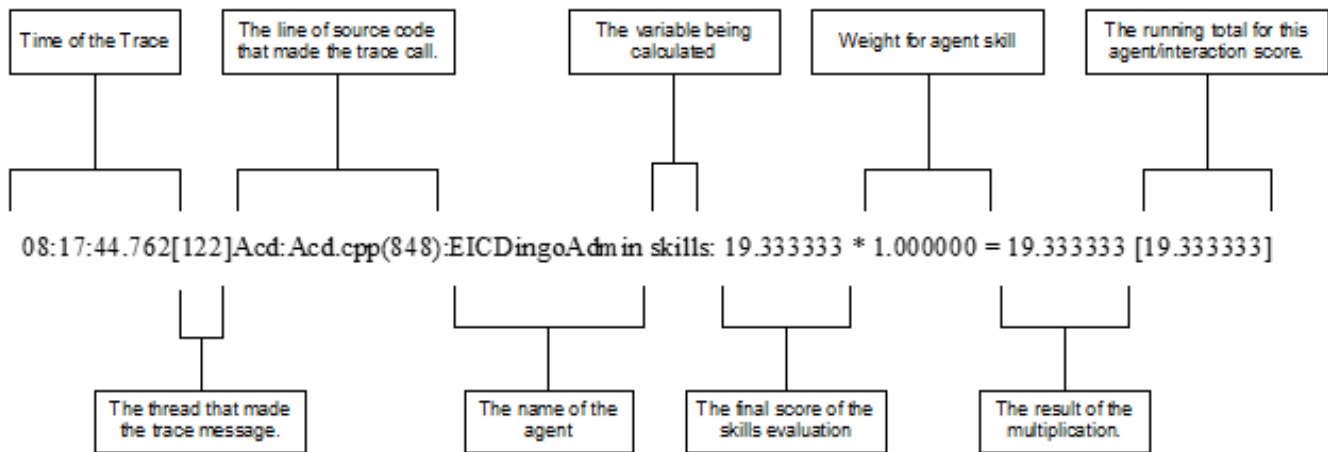 Time of the Trace
The line of source code
that made the trace call.
The variable being
calculated
Weight for agent skill
The running total for this
agent/interaction score.
08:17:44.762[122]Acd:Acd.cpp(848):EICDingoAdmin skills: 19.333333 * 1.000000 = 19.333333 [19.333333]
The thread that made
the trace message.
The name of the
agent
The final score of the
skills evaluation
The result of the
multiplication.